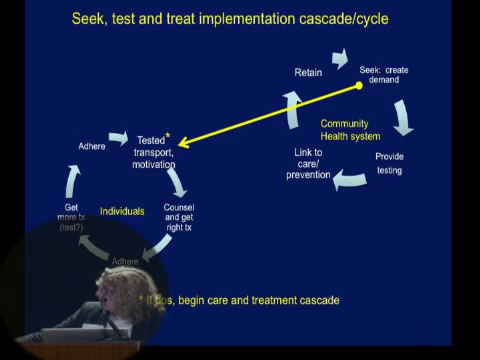 Seek, test and treat implementation cascade/cycle
Retain
Seek: create
demand
Community
Health system
Provide
testing
Link to
care/
prevention
Tested*
transport,
motivation
Adhere
Individuals
Counsel
and get
right tx
Get
more tx
(test?)
Adhere
* If pos, begin care and treatment cascade